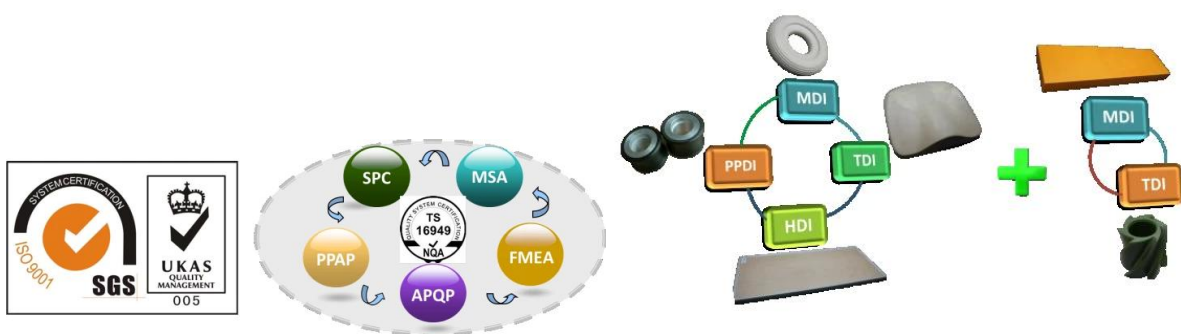 SYSTEM CERTIFICATION
ISO 9001
SGS
UKAS
QUALITY
MANAGEMENT
005
SPC
MSA
PPAP
FMEA
APQP
QUALITY SYSTEM CERTIFICATION
TS
16949
NQA
MDI
PPDI
TDI
HDI
MDI
TDI